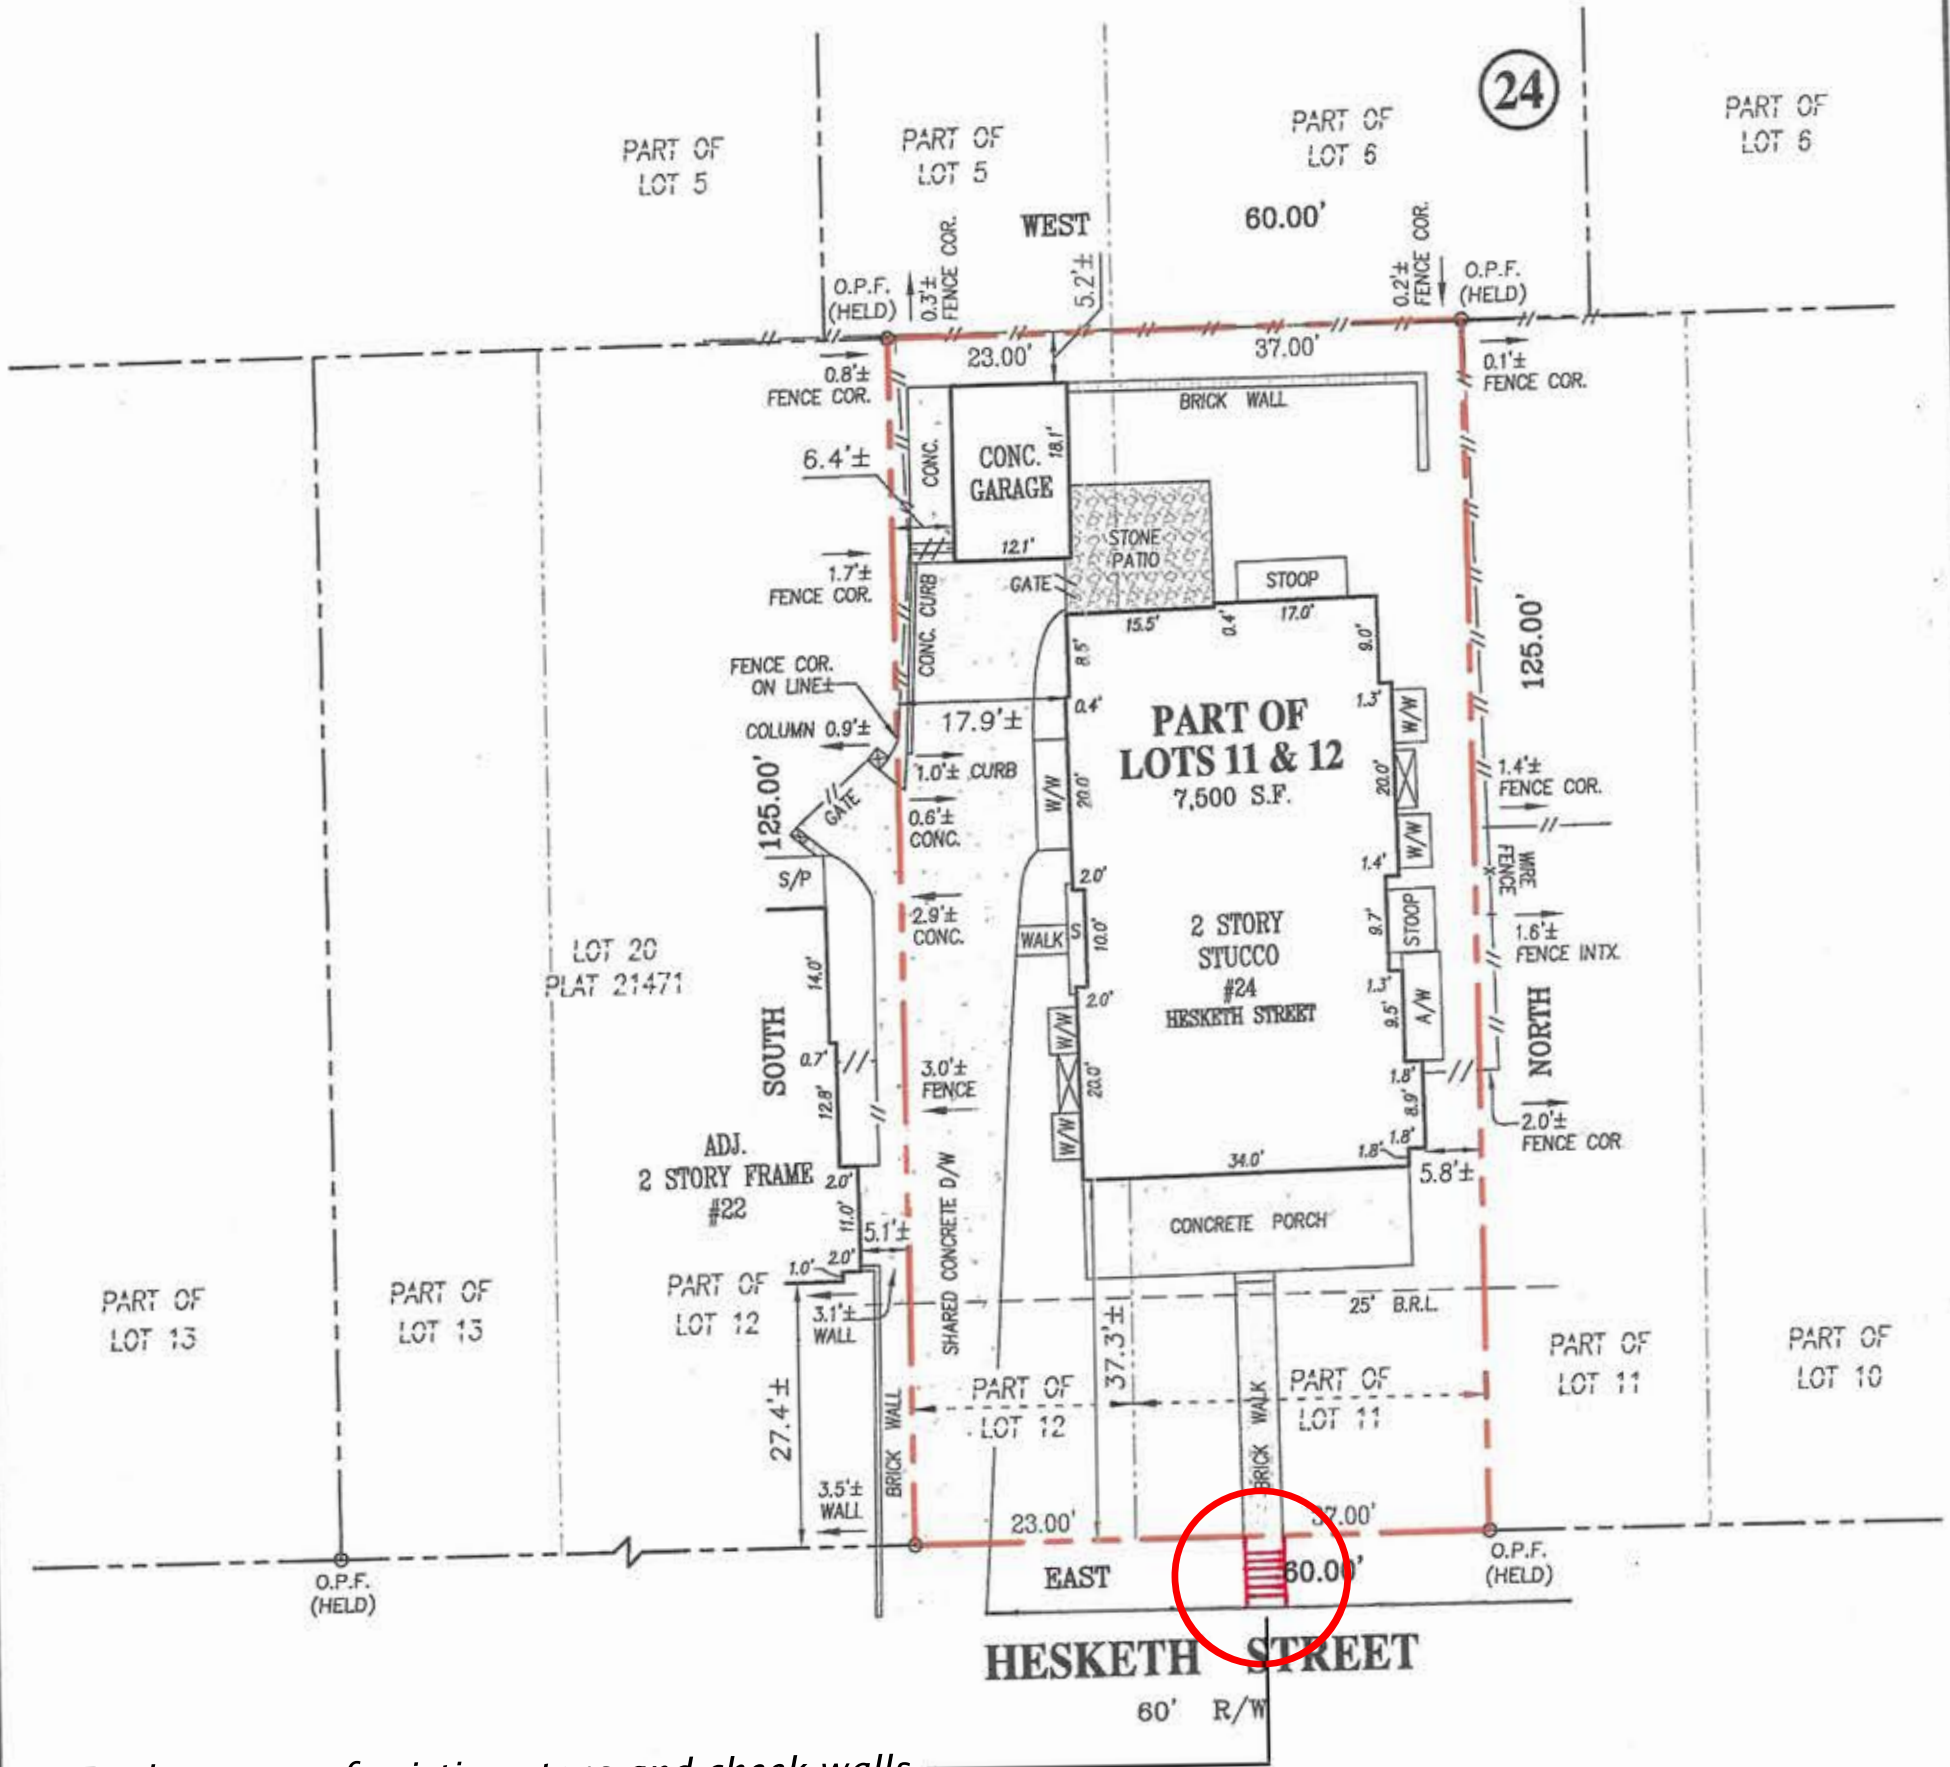 24
PART OF
LOT 5
PART OF
LOT 5
PART OF
LOT 6
PART OF
LOT 6
WEST
60.00'
O.P.F.
(HELD)
0.3'±
FENCE COR.
5.2'±
0.2'±
FENCE COR.
O.P.F.
(HELD)
23.00'
37.00'
0.8'±
FENCE COR.
0.1'±
FENCE COR.
BRICK WALL
6.4'±
CONC.
CONC.
GARAGE
18.1'
12.1'
STONE
PATIO
1.7'±
FENCE COR.
CONC. CURB
GATE
STOOP
15.5'
0.4'
17.0'
8.5'
9.0'
125.00'
FENCE COR.
ON LINE±
0.4'
1.3'
W/W
17.9'±
PART OF
LOTS 11 & 12
7,500 S.F.
COLUMN 0.9'±
1.0'± CURB
125.00'
GATE
W/W
20.0'
20.0'
W/W
1.4'±
FENCE COR.
0.6'±
CONC.
1.4'
WIRE
FENCE
S/P
2.0'
2.9'±
CONC.
WALK
S
10.0'
9.7'
STOOP
1.6'±
FENCE INTX.
LOT 20
PLAT 21471
2 STORY
STUCCO
#24
HESKETH STREET
14.0'
SOUTH
2.0'
1.3'
9.5'
A/W
NORTH
W/W
0.7'
3.0'±
FENCE
20.0'
12.8'
1.8'
8.9'
2.0'±
FENCE COR
W/W
ADJ.
2 STORY FRAME
#22
2.0'
11.0'
34.0'
1.8'
1.8'
5.8'±
SHARED CONCRETE D/W
5.1'±
CONCRETE PORCH
1.0'
2.0'
PART OF
LOT 13
PART OF
LOT 13
PART OF
LOT 12
3.1'±
WALL
25' B.R.L.
37.3'±
PART OF
LOT 12
PART OF
LOT 11
PART OF
LOT 11
PART OF
LOT 10
27.4'±
BRICK WALL
BRICK WALK
3.5'±
WALL
23.00'
37.00'
O.P.F.
(HELD)
EAST
60.00'
O.P.F.
(HELD)
HESKETH STREET
60' R/W
and cheek walls